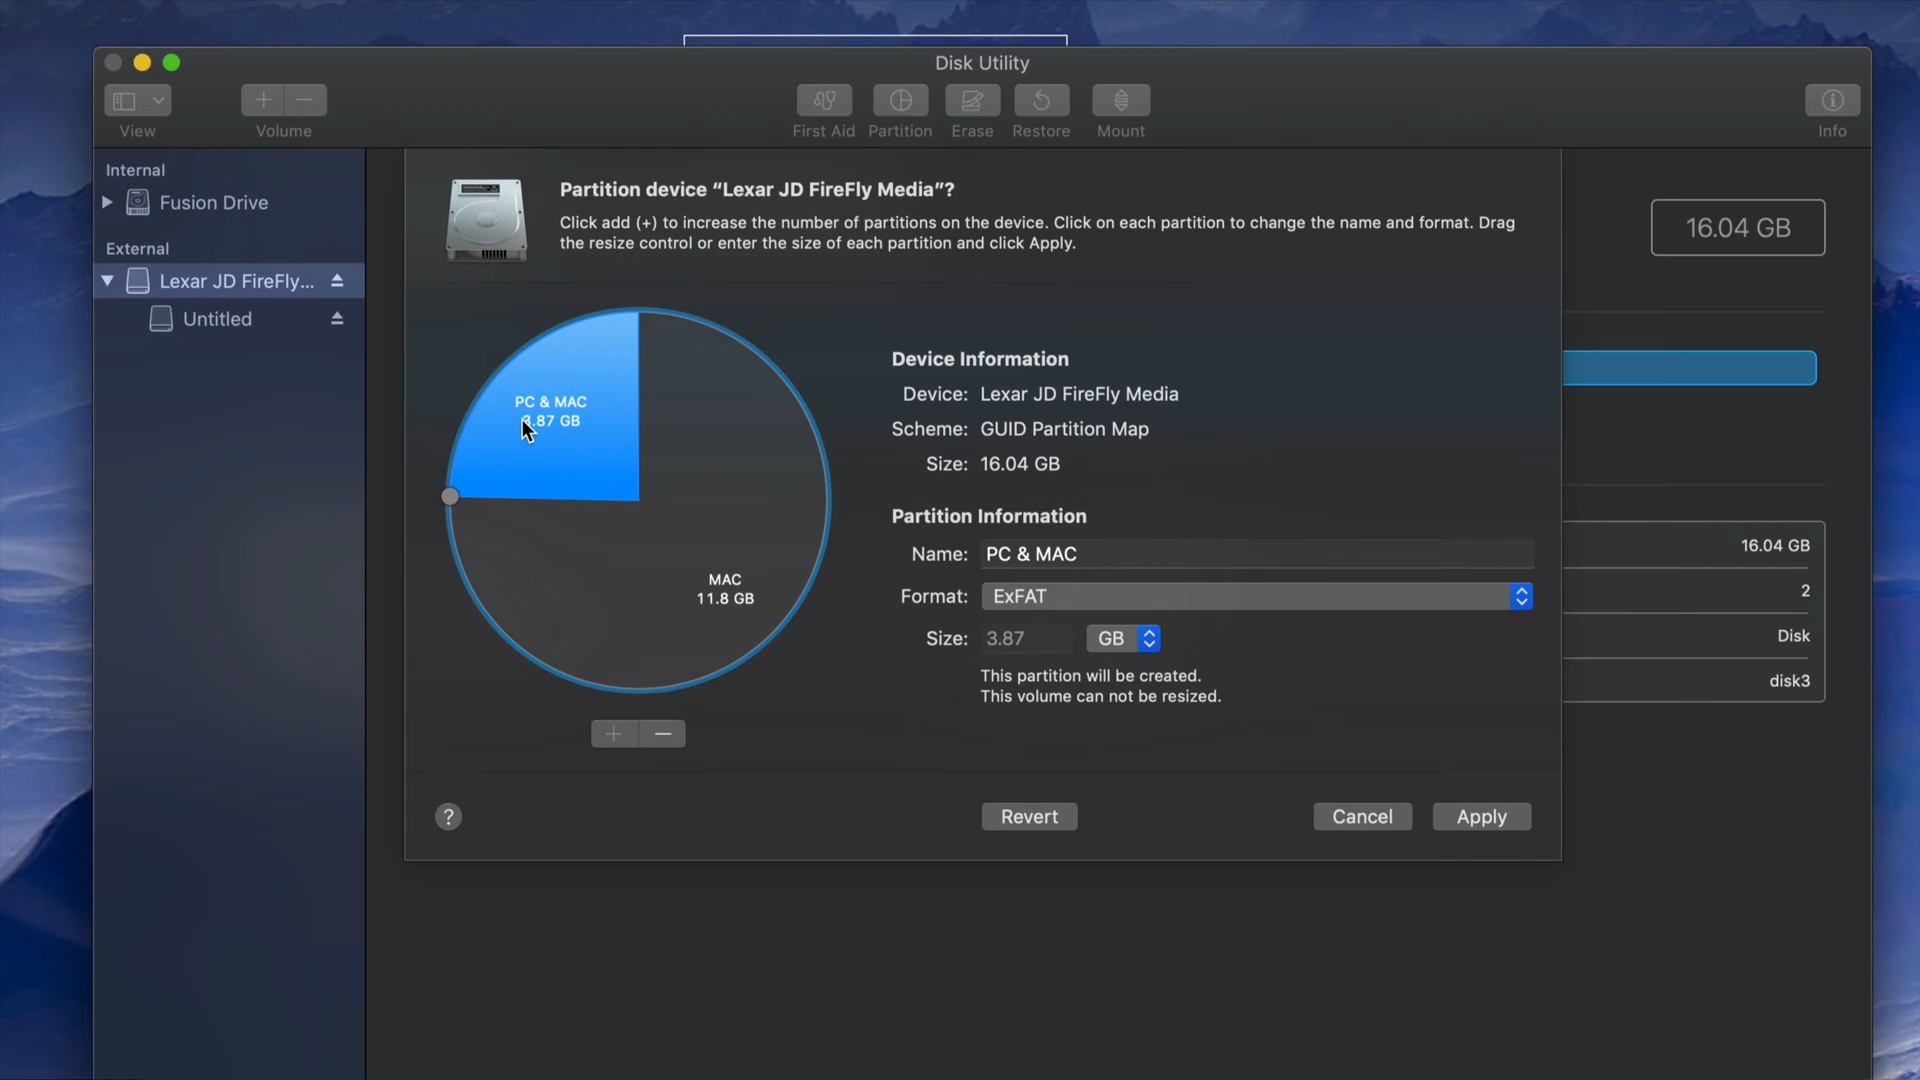 Disk Utility
View
Volume
First Aid
Partition
Erase
Restore
Mount
Info
Internal
Fusion Drive
External
Lexar JD FireFly...
Untitled
Partition device “Lexar JD FireFly Media”?
Click add (+) to increase the number of partitions on the device. Click on each partition to change the name and format. Drag
the resize control or enter the size of each partition and click Apply.
16.04 GB
PC & MAC
3.87 GB
MAC
11.8 GB
Device Information
Device: Lexar JD FireFly Media
Scheme: GUID Partition Map
Size: 16.04 GB
Partition Information
Name: PC & MAC
Format: ExFAT
Size: 3.87 GB
This partition will be created.
This volume can not be resized.
16.04 GB
2
Disk
disk3
?
Revert
Cancel
Apply